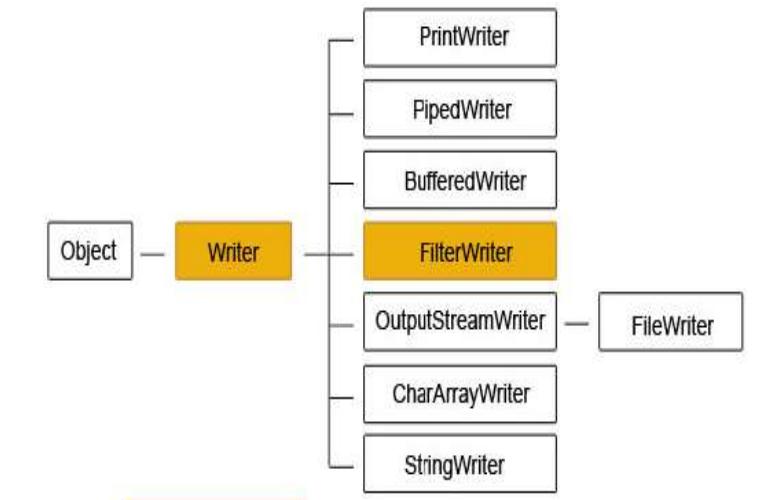 PrintWriter
PipedWriter
BufferedWriter
Object
Writer
FilterWriter
OutputStreamWriter
FileWriter
CharArrayWriter
StringWriter